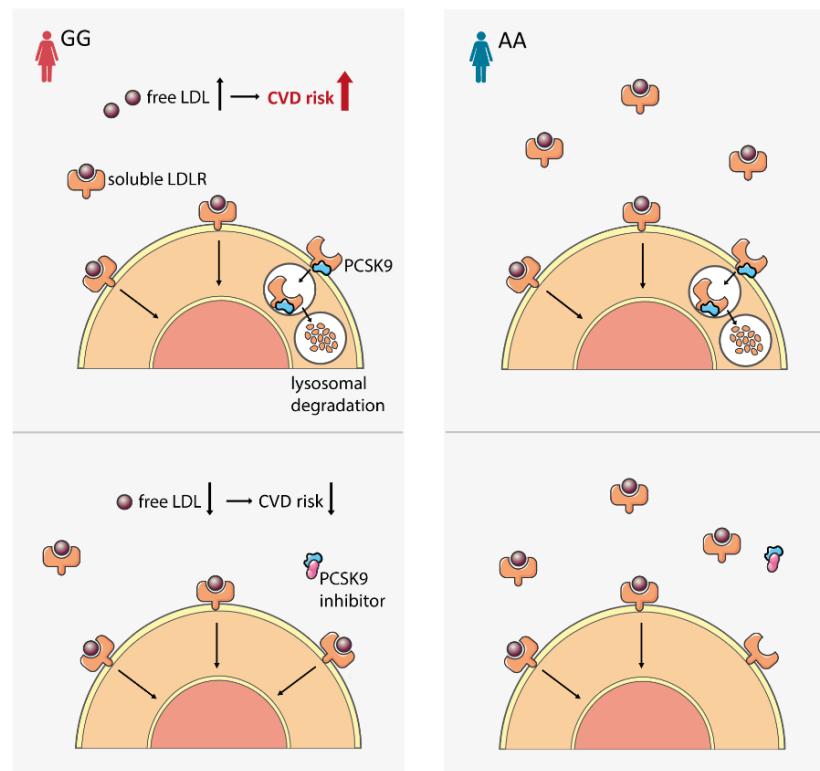 GG
free LDL
CVD risk
soluble LDLR
PCSK9
lysosomal
degradation
AA
free LDL
CVD risk
PCSK9
inhibitor